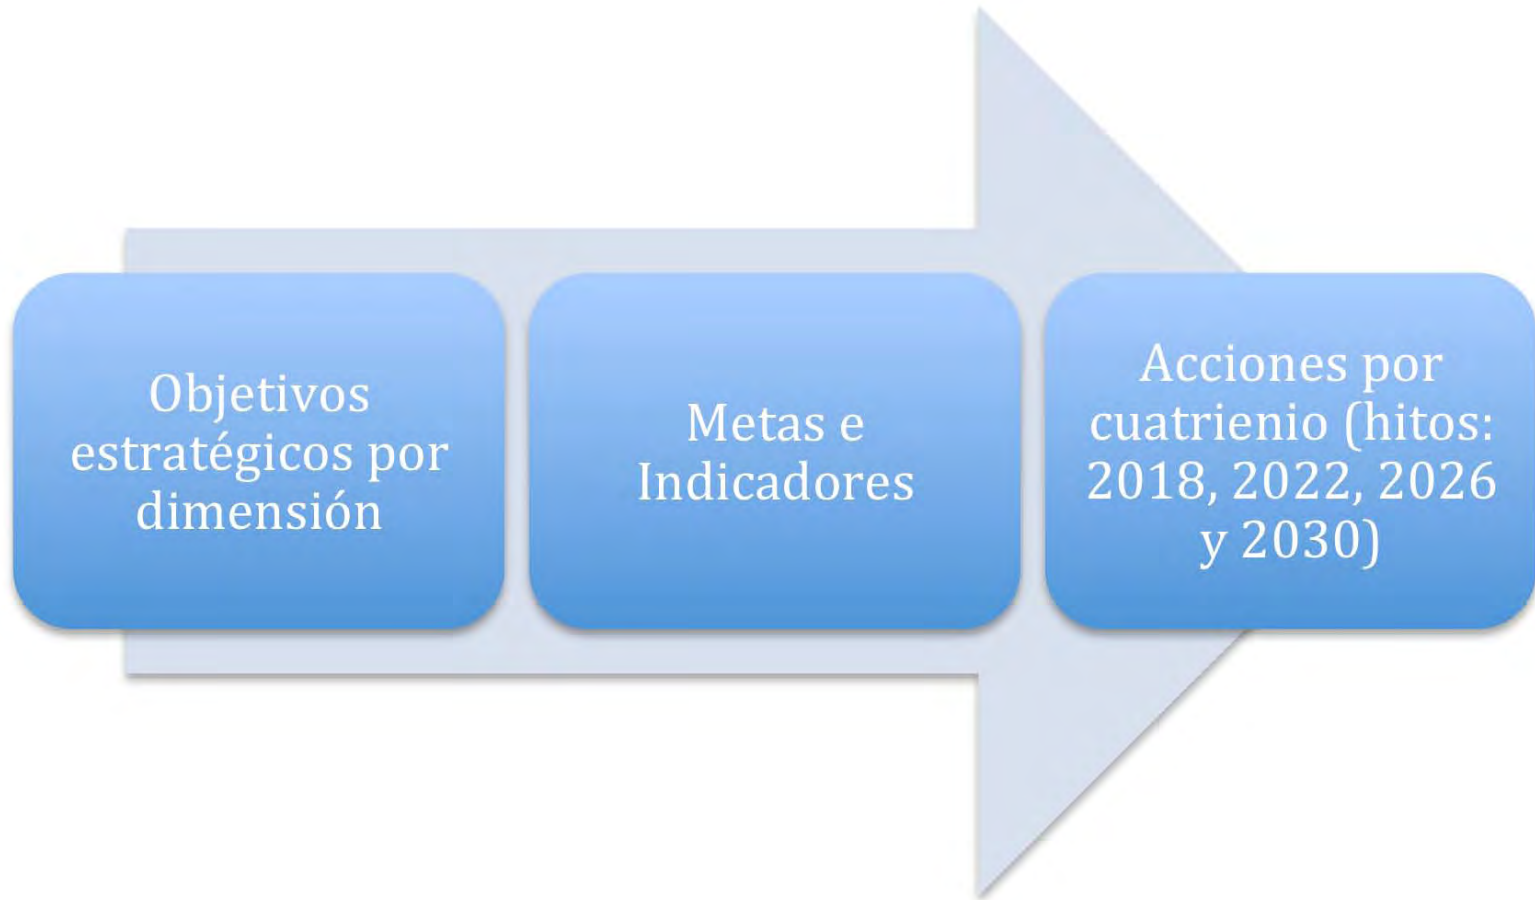 Objetivos
estratégicos por
dimensión
Metas e
Indicadores
Acciones por
cuatrienio (hitos:
2018, 2022, 2026
y 2030)